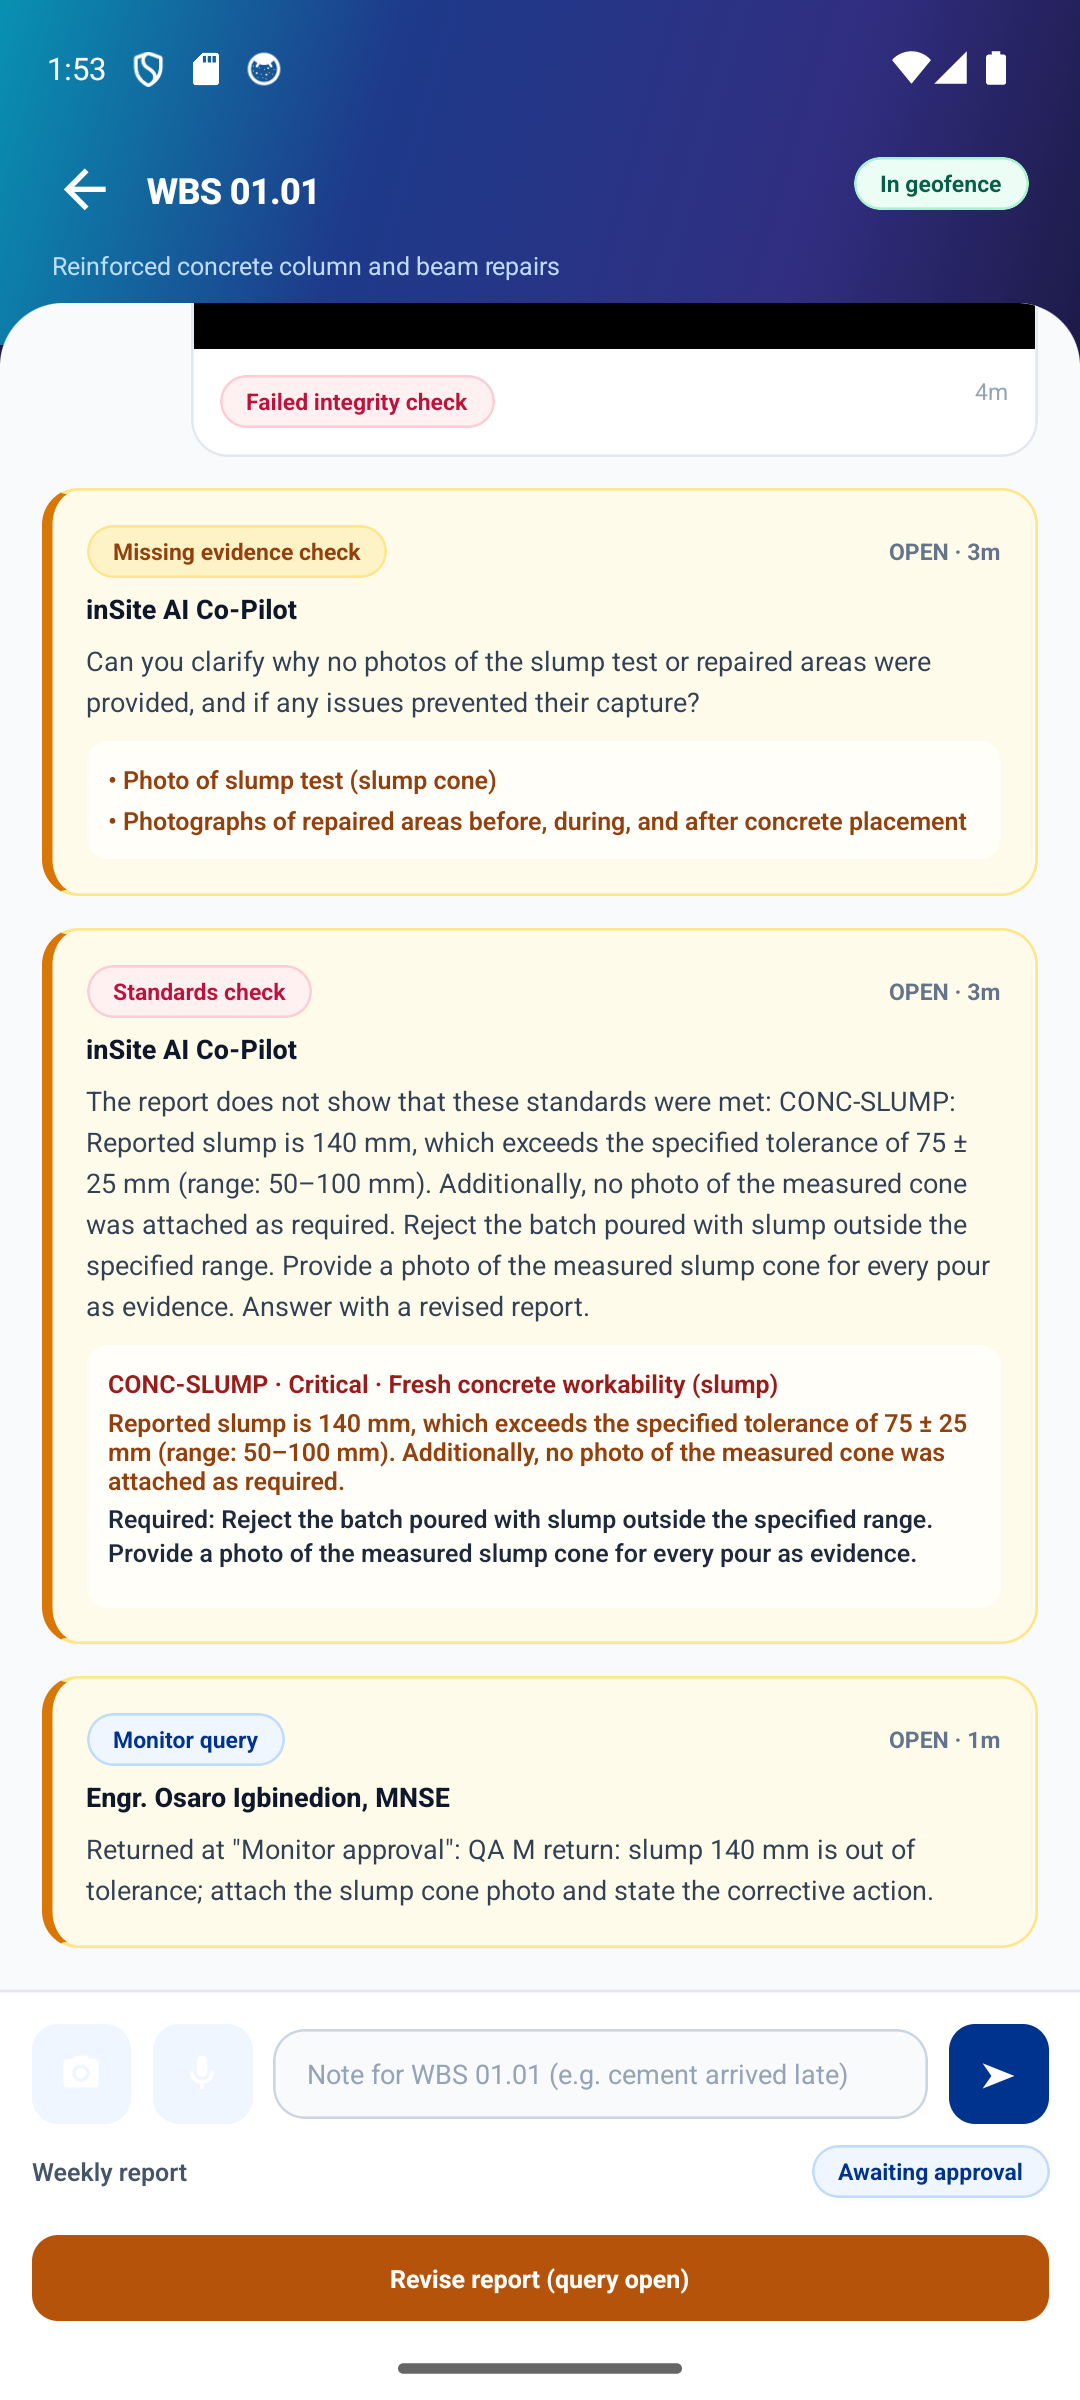 1:53
WBS 01.01
In geofence
Reinforced concrete column and beam repairs
Failed integrity check
4m
Missing evidence check
OPEN · 3m
inSite AI Co-Pilot
Can you clarify why no photos of the slump test or repaired areas were
provided, and if any issues prevented their capture?
• Photo of slump test (slump cone)
• Photographs of repaired areas before, during, and after concrete placement
Standards check
OPEN · 3m
inSite AI Co-Pilot
The report does not show that these standards were met: CONC-SLUMP:
Reported slump is 140 mm, which exceeds the specified tolerance of 75 ±
25 mm (range: 50–100 mm). Additionally, no photo of the measured cone
was attached as required. Reject the batch poured with slump outside the
specified range. Provide a photo of the measured slump cone for every pour
as evidence. Answer with a revised report.
CONC-SLUMP · Critical · Fresh concrete workability (slump)
Reported slump is 140 mm, which exceeds the specified tolerance of 75 ± 25
mm (range: 50–100 mm). Additionally, no photo of the measured cone was
attached as required.
Required: Reject the batch poured with slump outside the specified range.
Provide a photo of the measured slump cone for every pour as evidence.
Monitor query
OPEN · 1m
Engr. Osaro Igbinedion, MNSE
Returned at "Monitor approval": QA M return: slump 140 mm is out of
tolerance; attach the slump cone photo and state the corrective action.
Note for WBS 01.01 (e.g. cement arrived late)
Weekly report
Awaiting approval
Revise report (query open)